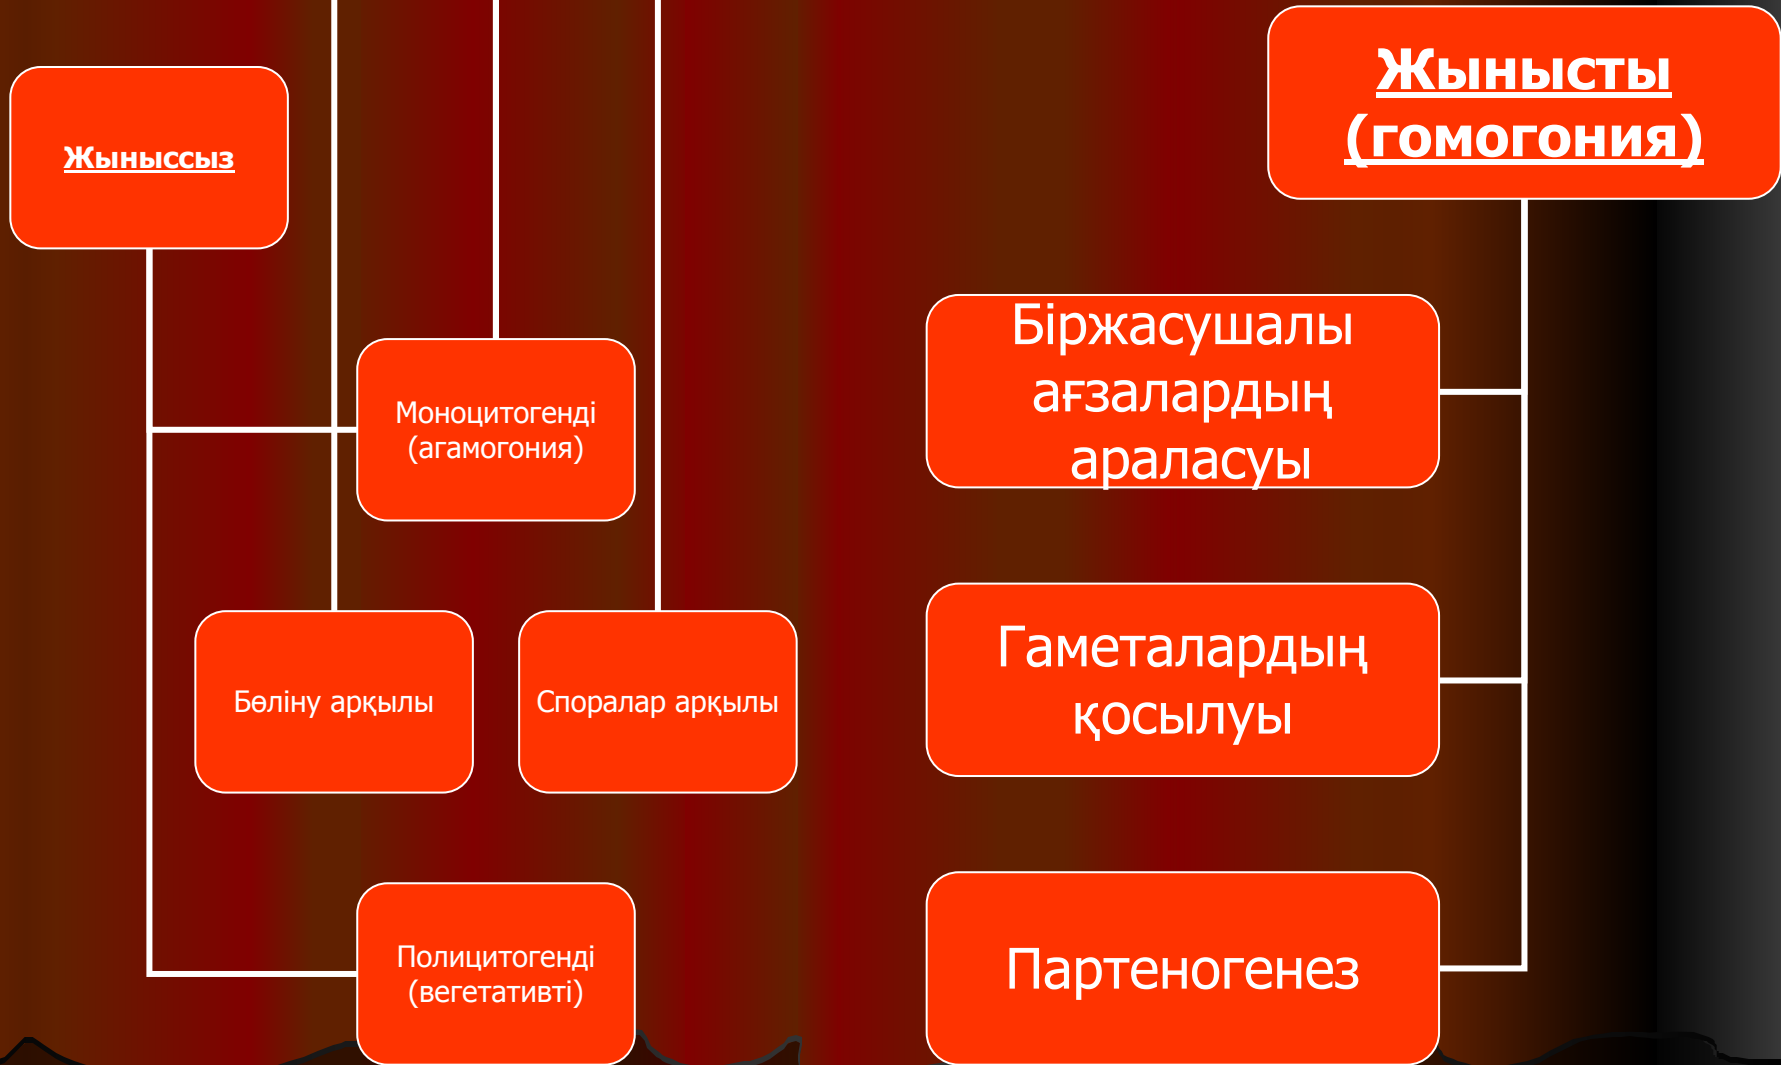 Жыныссыз
Моноцитогенді
(агамогония)
Бөліну арқылы
Споралар арқылы
Полицитогенді
(вегетативті)
Жынысты
(гомогония)
Біржасушалы
ағзалардың
араласуы
Гаметалардың
қосылуы
Партеногенез